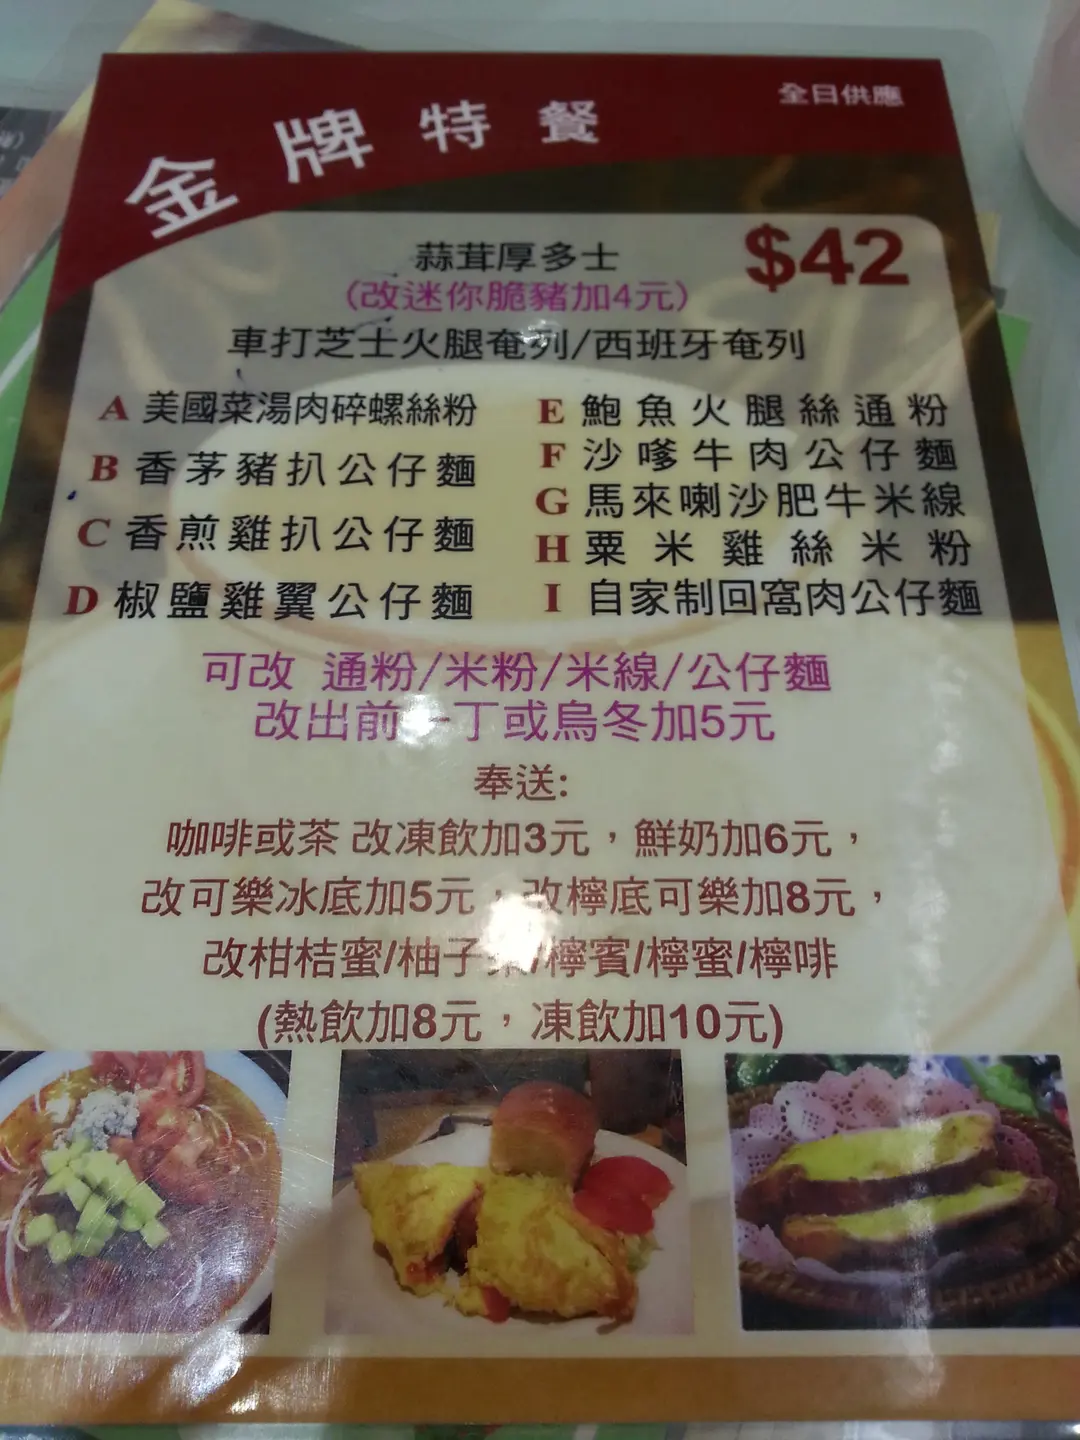 金牌特餐
全日供應
$42
蒜茸厚多士
(改迷你脆豬加4元)
車打芝士火腿奄列/西班牙奄列
A 美國菜湯肉碎螺絲粉
B 香茅豬扒公仔麵
C 香煎雞扒公仔麵
D 椒鹽雞翼公仔麵
E 鮑魚火腿絲通粉
F 沙嗲牛肉公仔麵
G 馬來喇沙肥牛米線
H 粟米雞絲米粉
I 自家制回窩肉公仔麵
可改 通粉/米粉/米線/公仔麵
改出前一丁或烏冬加5元
奉送:
咖啡或茶 改凍飲加3元，鮮奶加6元，
改可樂冰底加5元，改檸底可樂加8元，
改柑桔蜜/柚子/檸賓/檸蜜/檸啡
(熱飲加8元，凍飲加10元)